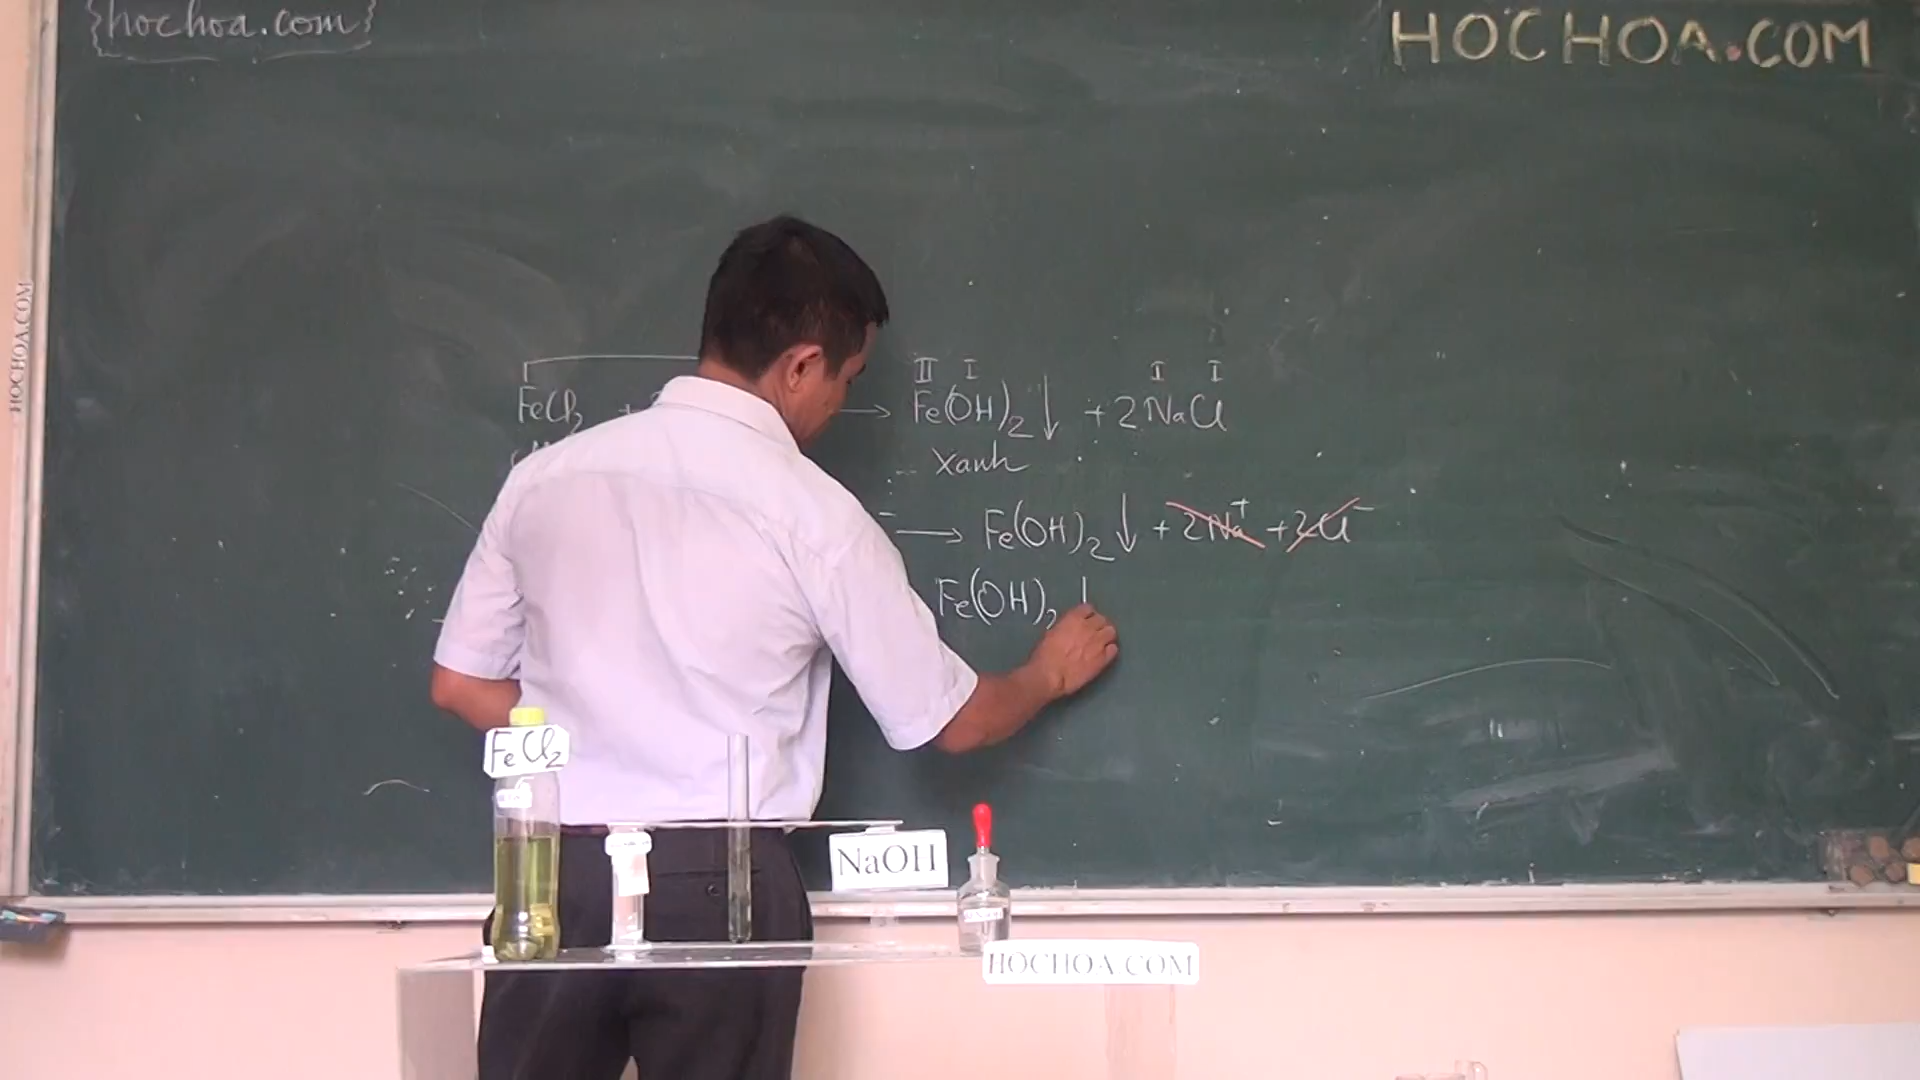 {hochoa.com}
HOCHOA.COM
HOCHOA.COM
II I I I
FeCl2 + → Fe(OH)2↓ + 2NaCl
Xanh
→ Fe(OH)2↓ + 2Na+ + 2Cl-
Fe(OH)2
FeCl2
NaOH
HOCHOA.COM